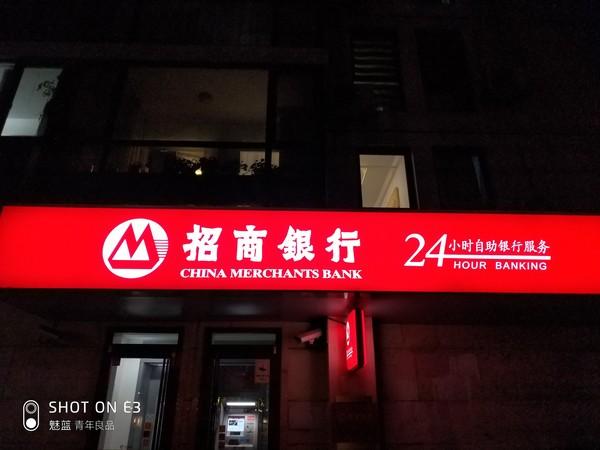 招商銀行
CHINA MERCHANTS BANK
24小时自助银行服务
HOUR BANKING
SHOT ON E3
魅蓝 青年良品